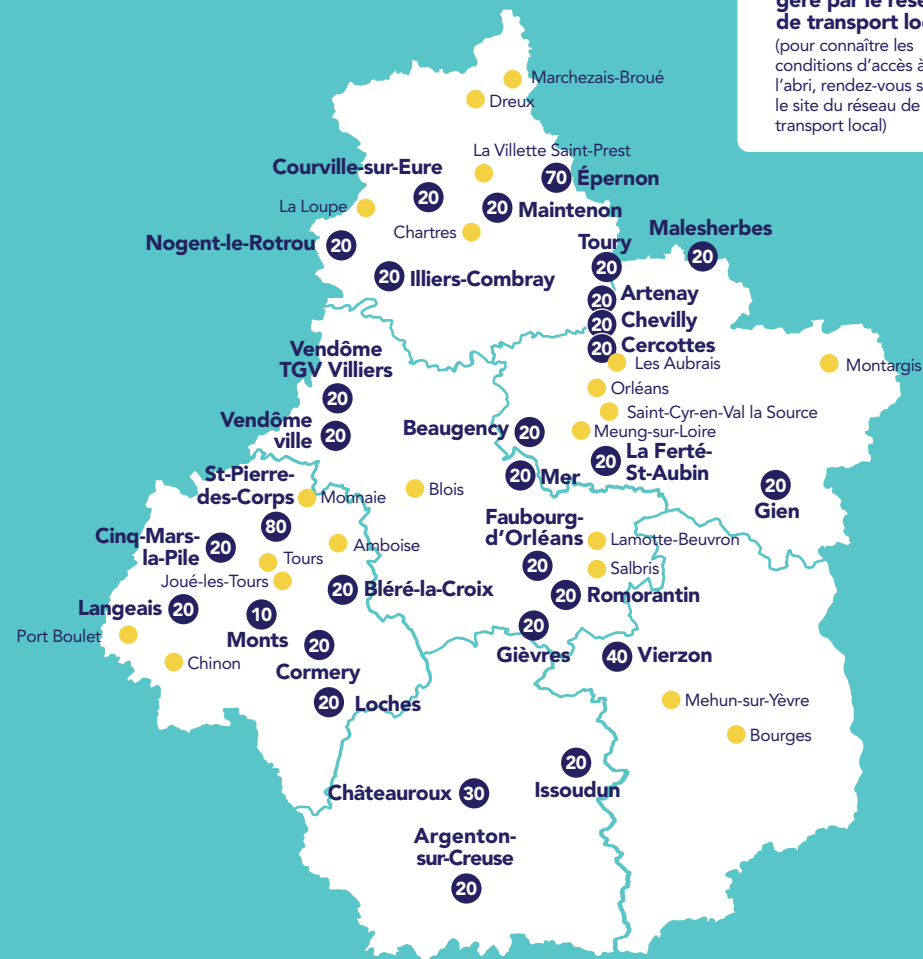 géré par le rése
de transport loc
(pour connaître les
conditions d'accès à
l'abri, rendez-vous s
le site du réseau de
transport local)
Marchezais-Broué
Dreux
La Villette Saint-Prest
Courville-sur-Eure
20
70 Épernon
La Loupe
20 Maintenon
Chartres
Nogent-le-Rotrou 20
20 Illiers-Combray
Toury
20
Malesherbes
20
20 Artenay
20 Chevilly
20 Cercottes
Les Aubrais
Montargis
Orléans
Saint-Cyr-en-Val la Source
Meung-sur-Loire
Vendôme
TGV Villiers
20
Vendôme
ville 20
Beaugency 20
20 La Ferté-
St-Aubin
20 Mer
20
Gien
St-Pierre-
des-Corps
80
Monnaie
Blois
Faubourg-
d'Orléans
20
Lamotte-Beuvron
Salbris
Cinq-Mars-
la-Pile 20
Amboise
Tours
Joué-les-Tours
20 Bléré-la-Croix
20 Romorantin
Langeais 20
10
Monts
Port Boulet
Chinon
20
Cormery
20
Gièvres
40 Vierzon
20 Loches
Mehun-sur-Yèvre
Bourges
20
Issoudun
Châteauroux 30
Argenton-
sur-Creuse
20